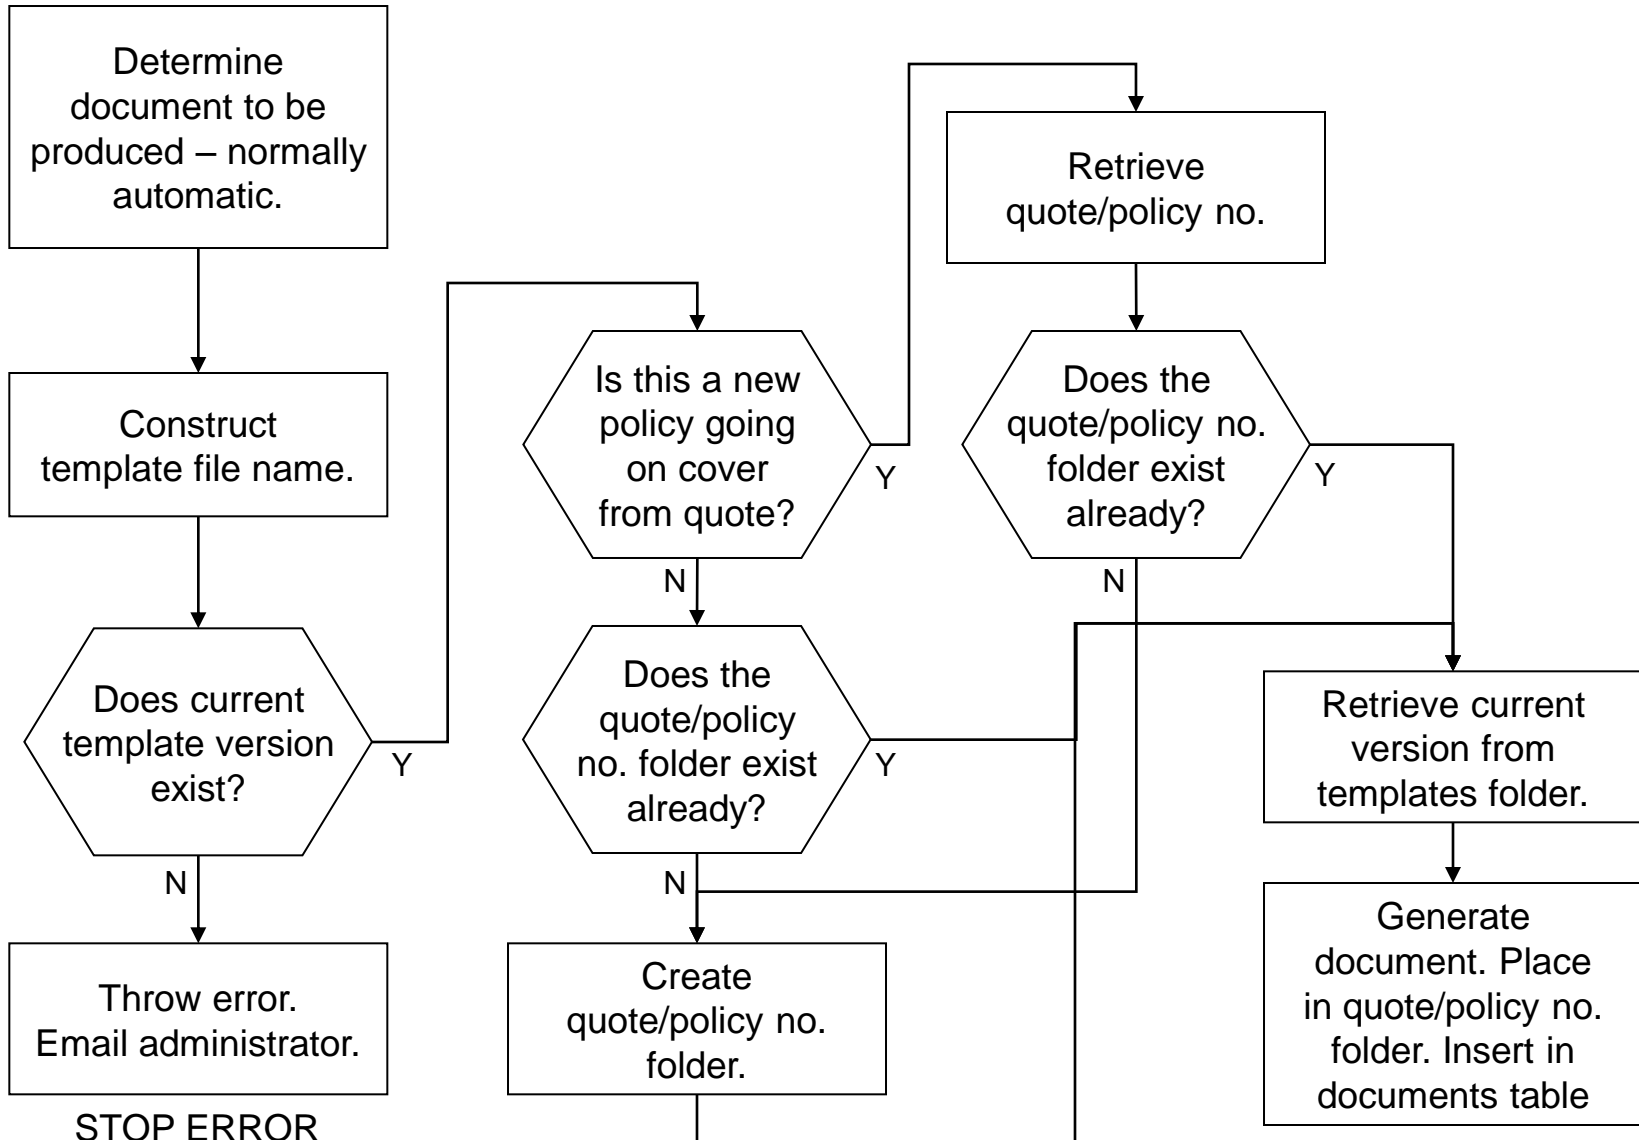 Determine
document to be
produced – normally
automatic.
Construct
template file name.
Does current
template version
exist?
Y
N
Throw error.
Email administrator.
STOP ERROR
Is this a new
policy going
on cover
from quote?
Y
N
Does the
quote/policy
no. folder exist
already?
Y
N
Create
quote/policy no.
folder.
Retrieve
quote/policy no.
Does the
quote/policy no.
folder exist
already?
Y
N
Retrieve current
version from
templates folder.
Generate
document. Place
in quote/policy no.
folder. Insert in
documents table